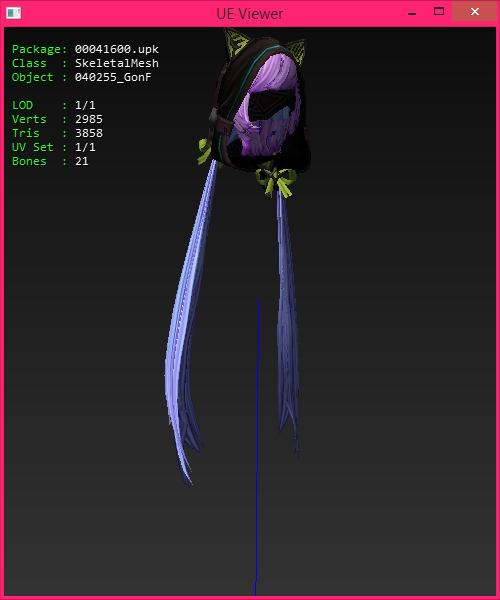 UE Viewer
Package: 00041600.upk
Class  : SkeletalMesh
Object : 040255_GonF
LOD    : 1/1
Verts  : 2985
Tris   : 3858
UV Set : 1/1
Bones  : 21